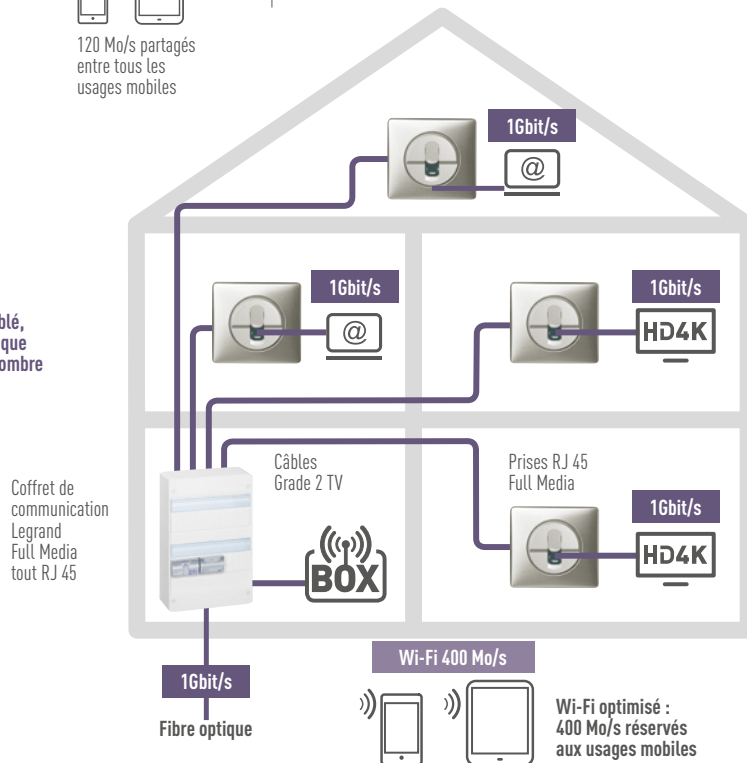 120 Mo/s partagés
entre tous les
usages mobiles
1Gbit/s
@
1Gbit/s
@
1Gbit/s
HD4K
blé,
que
ombre
Coffret de
communication
Legrand
Full Media
tout RJ 45
Câbles
Grade 2 TV
BOX
Prises RJ 45
Full Media
1Gbit/s
HD4K
1Gbit/s
Fibre optique
Wi-Fi 400 Mo/s
Wi-Fi optimisé :
400 Mo/s réservés
aux usages mobiles